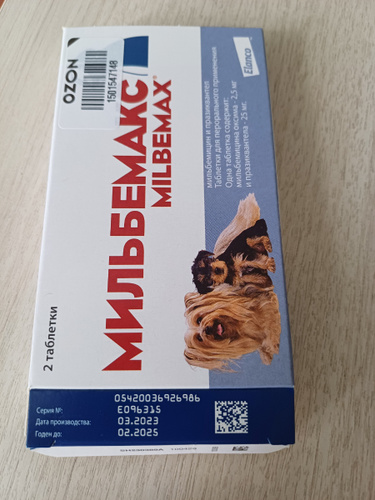 OZON
1501547148
Elanco
МИЛЬБЕМАКС®
MILBEMAX®
мильбемицин и празиквантел
Таблетки для перорального применения
Одна таблетка содержит:
мильбемицина оксима - 2,5 мг
и празиквантела - 25 мг.
2 таблетки
05420036926986
Серия №: E096315
Дата производства: 03.2023
Годен до: 02.2025